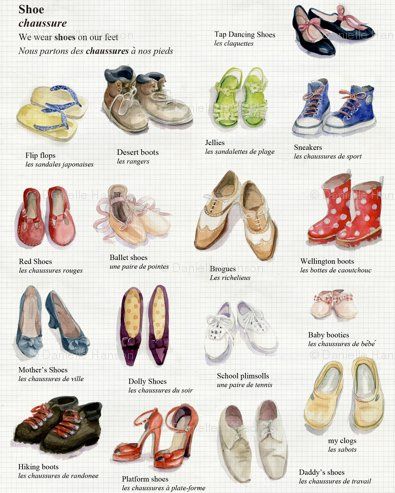 Shoe
chaussure
We wear shoes on our feet
Nous partons des chaussures à nos pieds
Tap Dancing Shoes
les claquettes
Flip flops
les sandales japonaises
Desert boots
les rangers
Jellies
les sandalettes de plage
Sneakers
les chaussures de sport
Red Shoes
les chaussures rouges
Ballet shoes
une paire de pointes
Brogues
Les richelieus
Wellington boots
les bottes de caoutchouc
Mother's Shoes
les chaussures de ville
Dolly Shoes
les chaussures du soir
School plimsolls
une paire de tennis
Baby booties
les chaussures de bébé
Hiking boots
les chaussures de randonee
Platform shoes
les chaussures à plate-forme
Daddy's shoes
les chaussures de travail
my clogs
les sabots